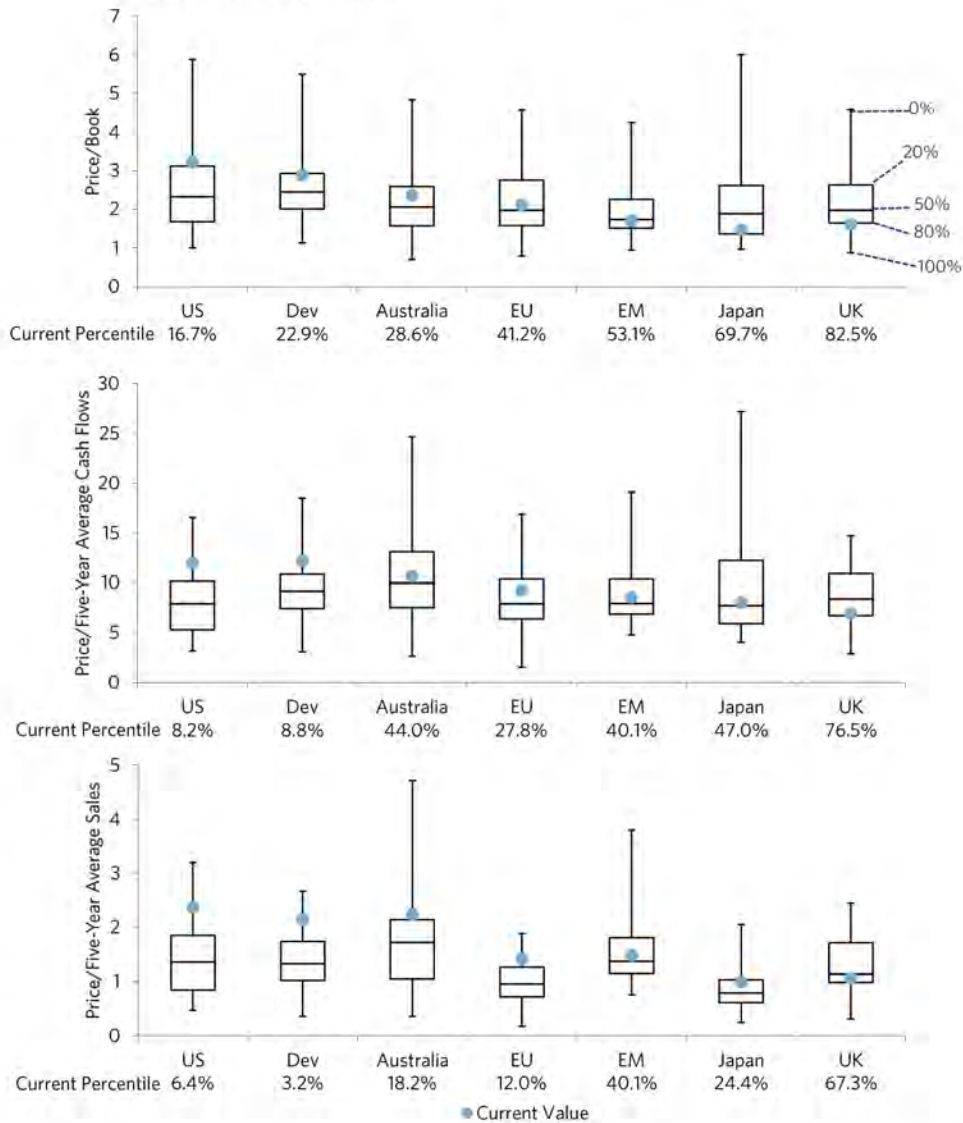 7
6
5
4
3
2
1
0
Price/Book
0%
20%
50%
80%
100%
US Dev Australia EU EM Japan UK
Current Percentile 16.7% 22.9% 28.6% 41.2% 53.1% 69.7% 82.5%
30
25
20
15
10
5
0
Price/Five-Year Average Cash Flows
US Dev Australia EU EM Japan UK
Current Percentile 8.2% 8.8% 44.0% 27.8% 40.1% 47.0% 76.5%
5
4
3
2
1
0
Price/Five-Year Average Sales
US Dev Australia EU EM Japan UK
Current Percentile 6.4% 3.2% 18.2% 12.0% 40.1% 24.4% 67.3%
Current Value